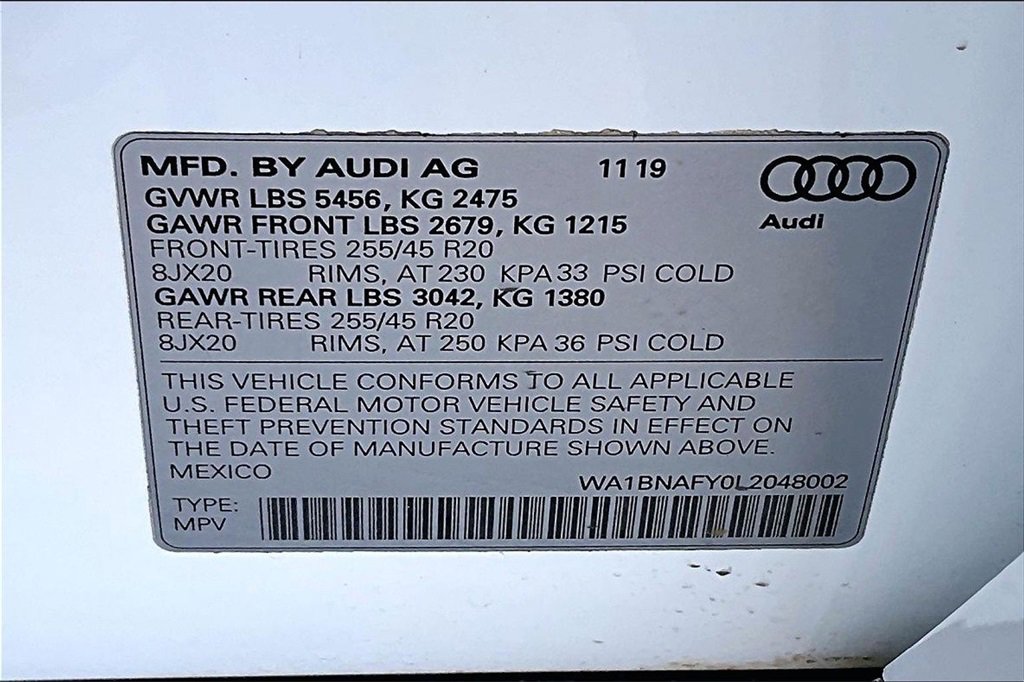 MFD. BY AUDI AG 11 19
GVWR LBS 5456, KG 2475
Audi
GAWR FRONT LBS 2679, KG 1215
FRONT-TIRES 255/45 R20
8JX20 RIMS, AT 230 KPA 33 PSI COLD
GAWR REAR LBS 3042, KG 1380
REAR-TIRES 255/45 R20
8JX20 RIMS, AT 250 KPA 36 PSI COLD
THIS VEHICLE CONFORMS TO ALL APPLICABLE
U.S. FEDERAL MOTOR VEHICLE SAFETY AND
THEFT PREVENTION STANDARDS IN EFFECT ON
THE DATE OF MANUFACTURE SHOWN ABOVE.
MEXICO
WA1BNAFY0L2048002
TYPE:
MPV